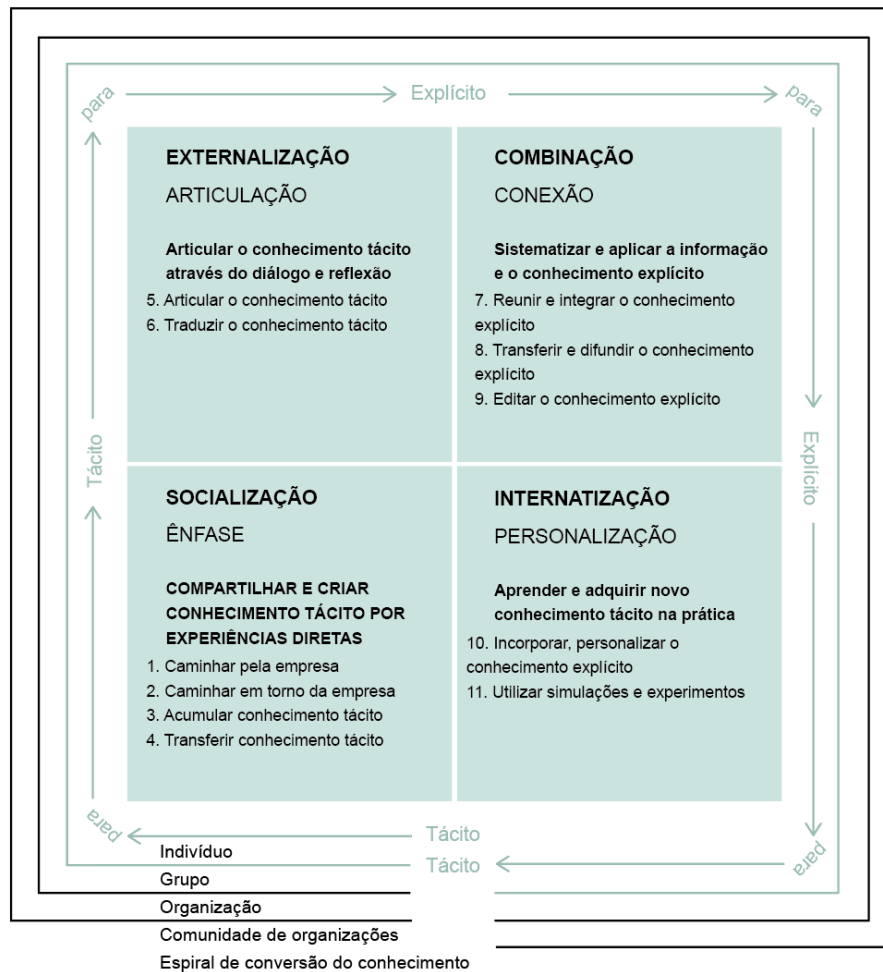 para
Explícito
para
Tácito
EXTERNALIZAÇÃO
ARTICULAÇÃO
Articular o conhecimento tácito
através do diálogo e reflexão
5. Articular o conhecimento tácito
6. Traduzir o conhecimento tácito
COMBINAÇÃO
CONEXÃO
Sistematizar e aplicar a informação
e o conhecimento explícito
7. Reunir e integrar o conhecimento
explícito
8. Transferir e difundir o conhecimento
explícito
9. Editar o conhecimento explícito
Explícito
SOCIALIZAÇÃO
ÊNFASE
COMPARTILHAR E CRIAR
CONHECIMENTO TÁCITO POR
EXPERIÊNCIAS DIRETAS
1. Caminhar pela empresa
2. Caminhar em torno da empresa
3. Acumular conhecimento tácito
4. Transferir conhecimento tácito
INTERNATIZAÇÃO
PERSONALIZAÇÃO
Aprender e adquirir novo
conhecimento tácito na prática
10. Incorporar, personalizar o
conhecimento explícito
11. Utilizar simulações e experimentos
para
Tácito
para
Tácito
Indivíduo
Grupo
Organização
Comunidade de organizações
Espiral de conversão do conhecimento